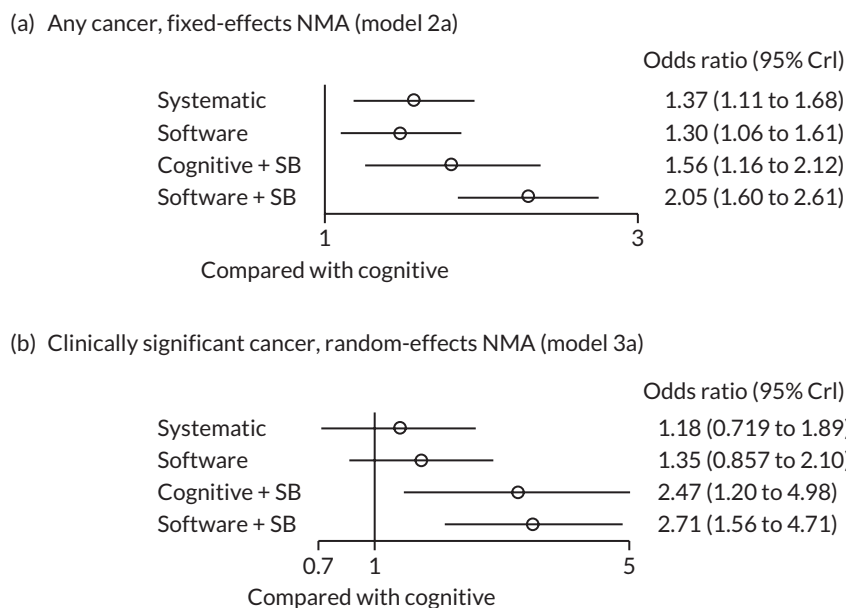 (a) Any cancer, fixed-effects NMA (model 2a)
Odds ratio (95% Crl)
Systematic 1.37 (1.11 to 1.68)
Software 1.30 (1.06 to 1.61)
Cognitive + SB 1.56 (1.16 to 2.12)
Software + SB 2.05 (1.60 to 2.61)
1 3
Compared with cognitive
(b) Clinically significant cancer, random-effects NMA (model 3a)
Odds ratio (95% Crl)
Systematic 1.18 (0.719 to 1.89)
Software 1.35 (0.857 to 2.10)
Cognitive + SB 2.47 (1.20 to 4.98)
Software + SB 2.71 (1.56 to 4.71)
0.7 1 5
Compared with cognitive